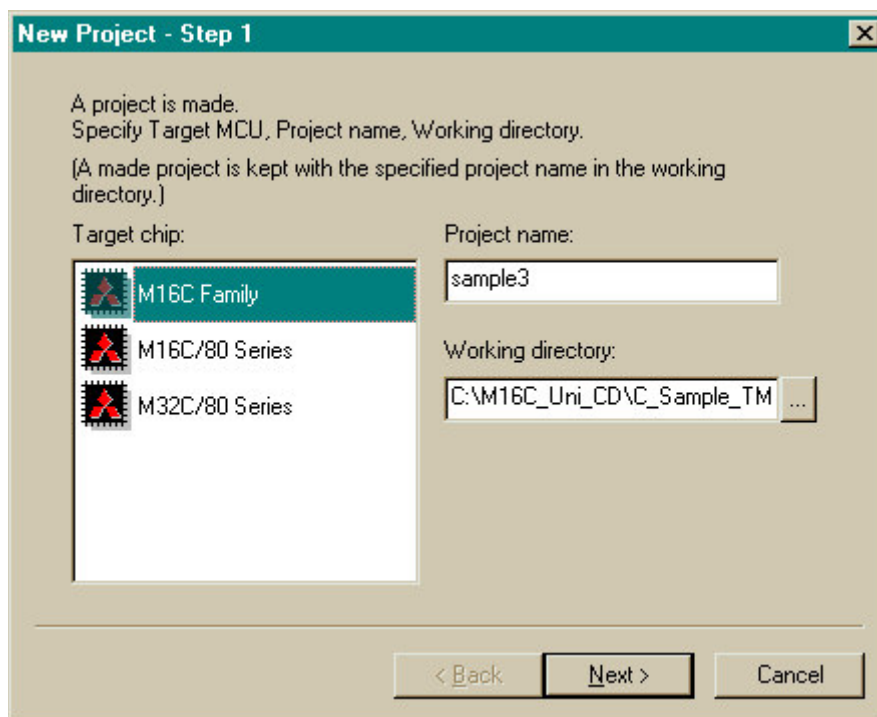 New Project - Step 1
A project is made.
Specify Target MCU, Project name, Working directory.
(A made project is kept with the specified project name in the working
directory.)
Target chip:
M16C Family
M16C/80 Series
M32C/80 Series
Project name:
sample3
Working directory:
C:\M16C_Uni_CD\C_Sample_TM
...
< Back
Next >
Cancel